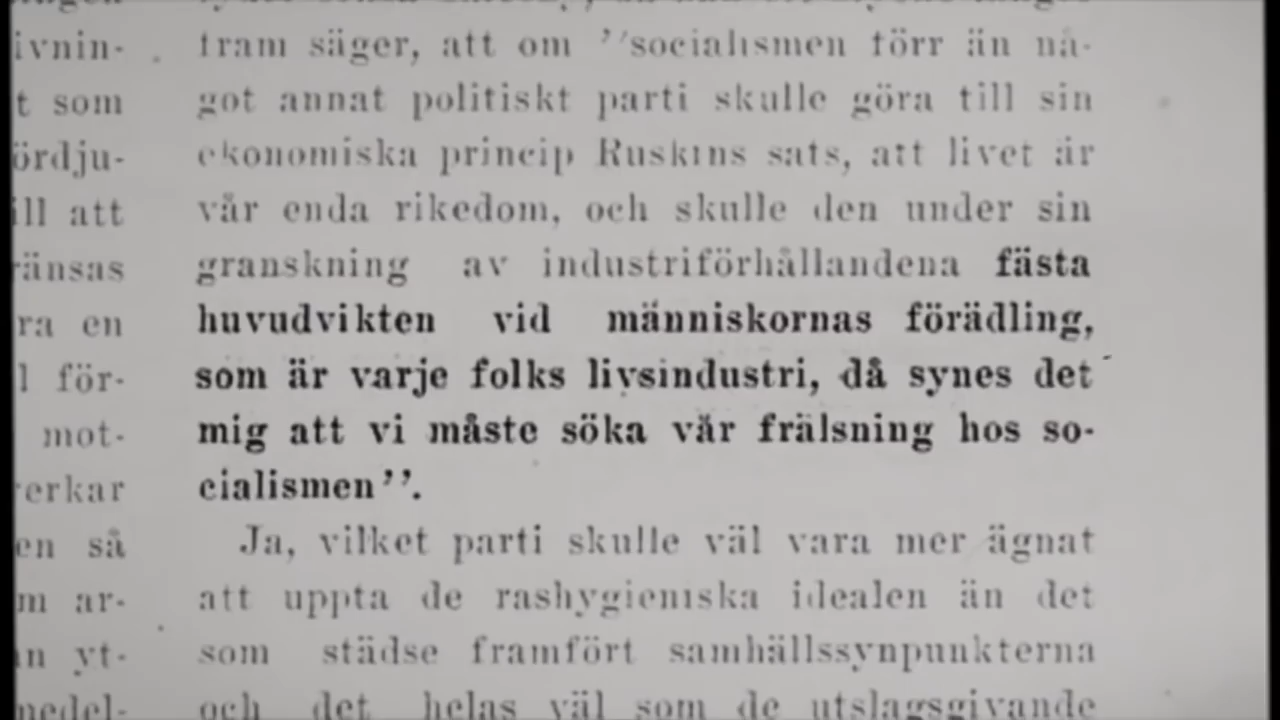 ivnin-
t som
ördju-
ill att
ränsas
ra en
l för-
mot-
erkar
en så
m ar-
n yt-
medel-
fram säger, att om ’’socialismen förr än nå-
got annat politiskt parti skulle göra till sin
ekonomiska princip Ruskins sats, att livet är
vår enda rikedom, och skulle den under sin
granskning av industriförhållandena fästa
huvudvikten vid människornas förädling,
som är varje folks livsindustri, då synes det
mig att vi måste söka vår frälsning hos so-
cialismen’’.
Ja, vilket parti skulle väl vara mer ägnat
att uppta de rashygieniska idealen än det
som städse framfört samhällssynpunkterna
och det helas väl som de utslagsgivande